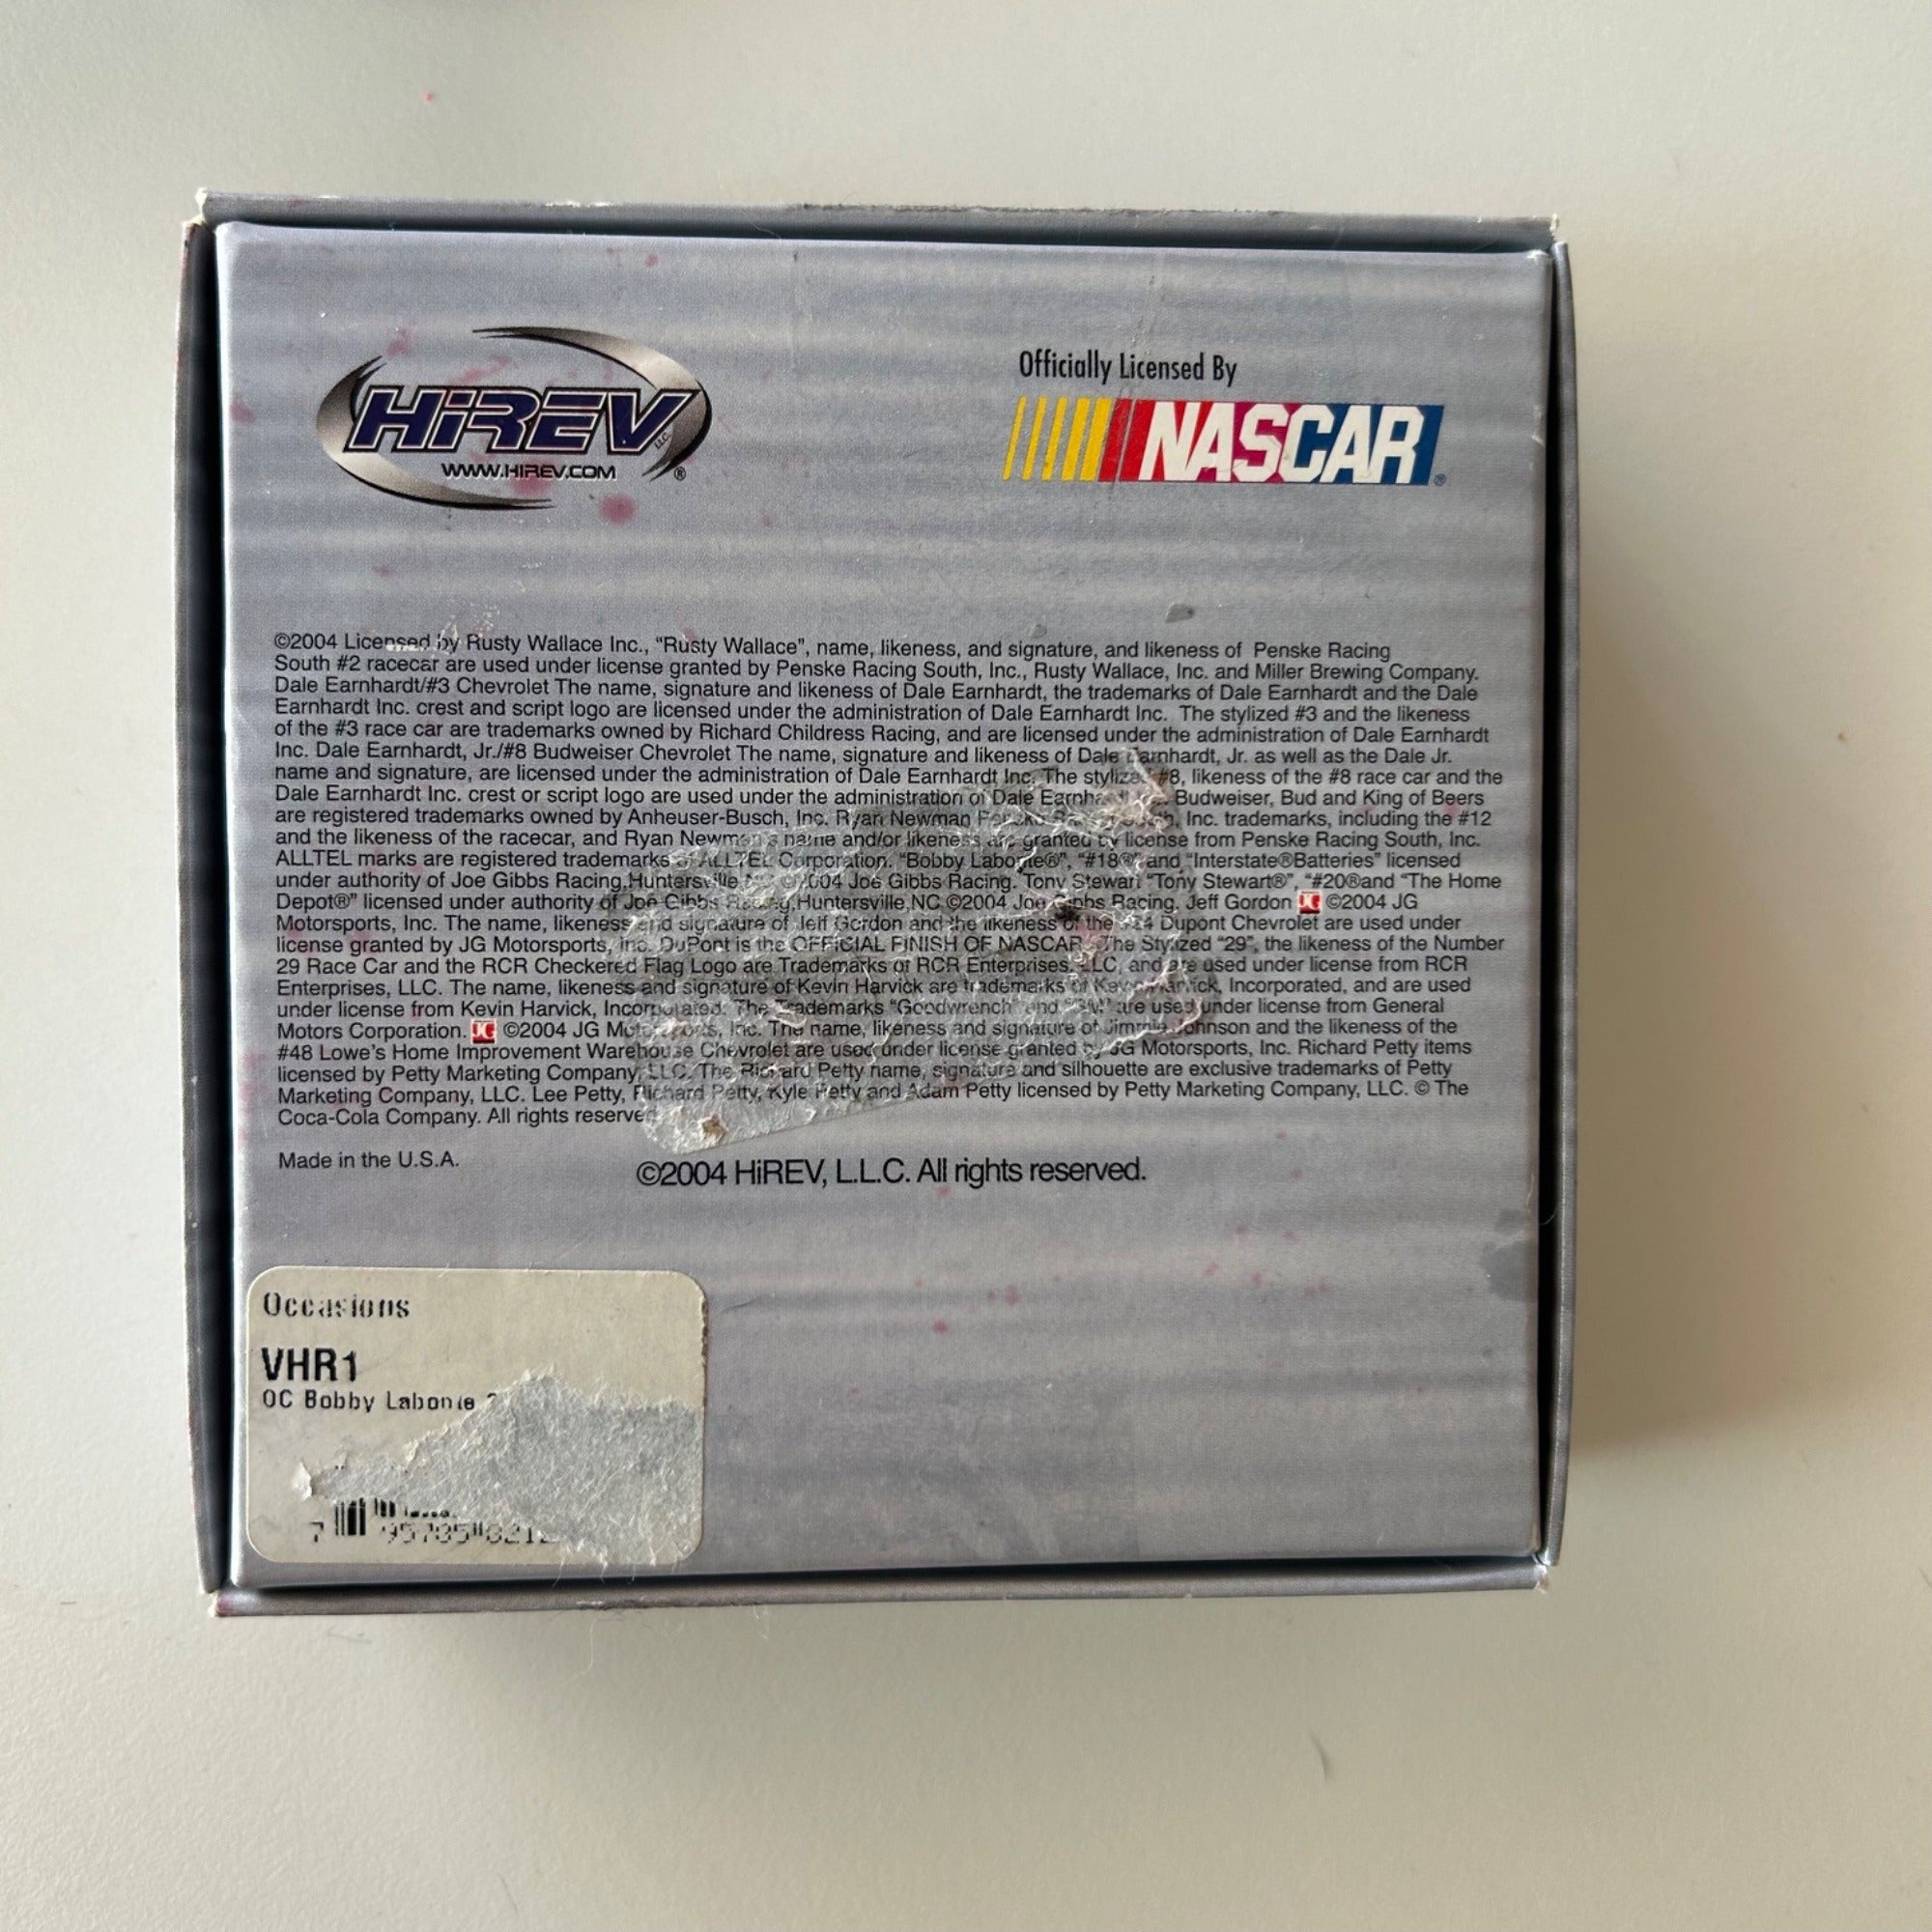 HiREV
LLC
WWW.HIREV.COM
®
Officially Licensed By
NASCAR
®
©2004 Licensed by Rusty Wallace Inc., “Rusty Wallace”, name, likeness, and signature, and likeness of Penske Racing
South #2 racecar are used under license granted by Penske Racing South, Inc., Rusty Wallace, Inc. and Miller Brewing Company.
Dale Earnhardt/#3 Chevrolet The name, signature and likeness of Dale Earnhardt, the trademarks of Dale Earnhardt and the Dale
Earnhardt Inc. crest and script logo are licensed under the administration of Dale Earnhardt Inc. The stylized #3 and the likeness
of the #3 race car are trademarks owned by Richard Childress Racing, and are licensed under the administration of Dale Earnhardt
Inc. Dale Earnhardt, Jr./#8 Budweiser Chevrolet The name, signature and likeness of Dale Earnhardt, Jr. as well as the Dale Jr.
name and signature, are licensed under the administration of Dale Earnhardt Inc. The stylized #8, likeness of the #8 race car and the
Dale Earnhardt Inc. crest or script logo are used under the administration of Dale Budweiser, Bud and King of Beers
are registered trademarks owned by Anheuser-Busch, Inc. Ryan Newman Inc. trademarks, including the #12
and the likeness of the racecar, and Ryan Newman's name and/or likeness are granted by license from Penske Racing South, Inc.
ALLTEL marks are registered trademarks of ALLTEL Corporation. “Bobby Labonte®”, “#18®” and “Interstate®Batteries” licensed
under authority of Joe Gibbs Racing,Huntersville ©2004 Joe Gibbs Racing. Tony Stewart “Tony Stewart®”, “#20®and “The Home
Depot®” licensed under authority of Joe Gibbs Racing,Huntersville,NC ©2004 Joe Gibbs Racing. Jeff Gordon JG ©2004 JG
Motorsports, Inc. The name, likeness and signature of Jeff Gordon and the likeness of the #24 Dupont Chevrolet are used under
license granted by JG Motorsports, Inc. DuPont is the OFFICIAL FINISH OF NASCAR. The Stylized “29”, the likeness of the Number
29 Race Car and the RCR Checkered Flag Logo are Trademarks of RCR Enterprises, LLC, and are used under license from RCR
Enterprises, LLC. The name, likeness and signature of Kevin Harvick are trademarks of Kevin Harvick, Incorporated, and are used
under license from Kevin Harvick, Incorporated. The Trademarks “Goodwrench” and “GM” are used under license from General
Motors Corporation. JG ©2004 JG Motorsports, Inc. The name, likeness and signature of Jimmie Johnson and the likeness of the
#48 Lowe's Home Improvement Warehouse Chevrolet are used under license granted by JG Motorsports, Inc. Richard Petty items
licensed by Petty Marketing Company, LLC. The Richard Petty name, signature and silhouette are exclusive trademarks of Petty
Marketing Company, LLC. Lee Petty, Richard Petty, Kyle Petty and Adam Petty licensed by Petty Marketing Company, LLC. © The
Coca-Cola Company. All rights reserved
Made in the U.S.A.
©2004 HiREV, L.L.C. All rights reserved.
Occasions
VHR1
OC Bobby Labonte
7